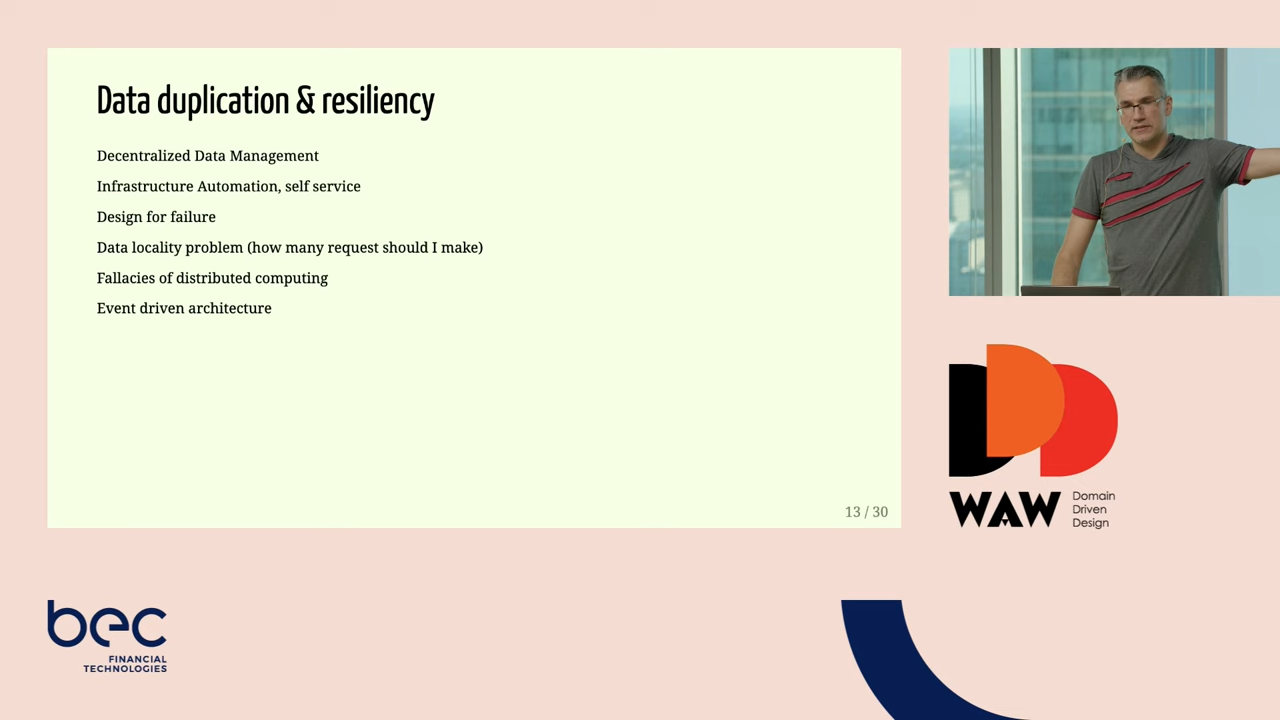 Data duplication & resiliency
Decentralized Data Management
Infrastructure Automation, self service
Design for failure
Data locality problem (how many request should I make)
Fallacies of distributed computing
Event driven architecture
13 / 30
WAW
Domain
Driven
Design
bec
FINANCIAL
TECHNOLOGIES